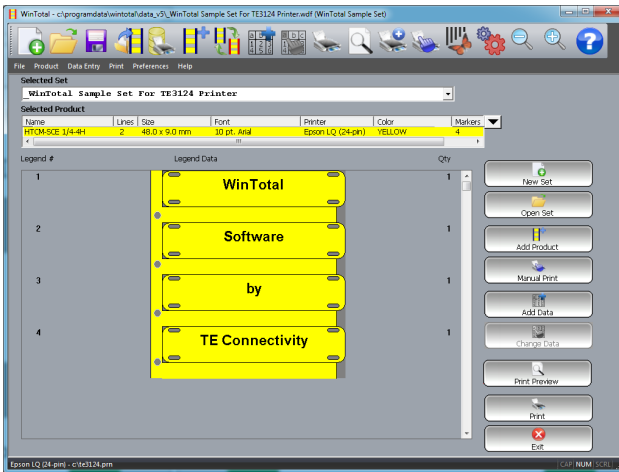 WinTotal - c:\programdata\wintotal\data_v5\_WinTotal Sample Set For TE3124 Printer.wdf (WinTotal Sample Set)
File Product Data Entry Print Preferences Help
Selected Set
_WinTotal Sample Set For TE3124 Printer
Selected Product
Name Lines Size Font Printer Color Markers
HTCM-SCE 1/4-4H 2 48.0 x 9.0 mm 10 pt. Arial Epson LQ (24-pin) YELLOW 4
Legend # Legend Data Qty
1 WinTotal 1
2 Software 1
3 by 1
4 TE Connectivity 1
New Set
Open Set
Add Product
Manual Print
Add Data
Change Data
Print Preview
Print
Exit
Epson LQ (24-pin) - c:\te3124.prn CAP NUM SCRL